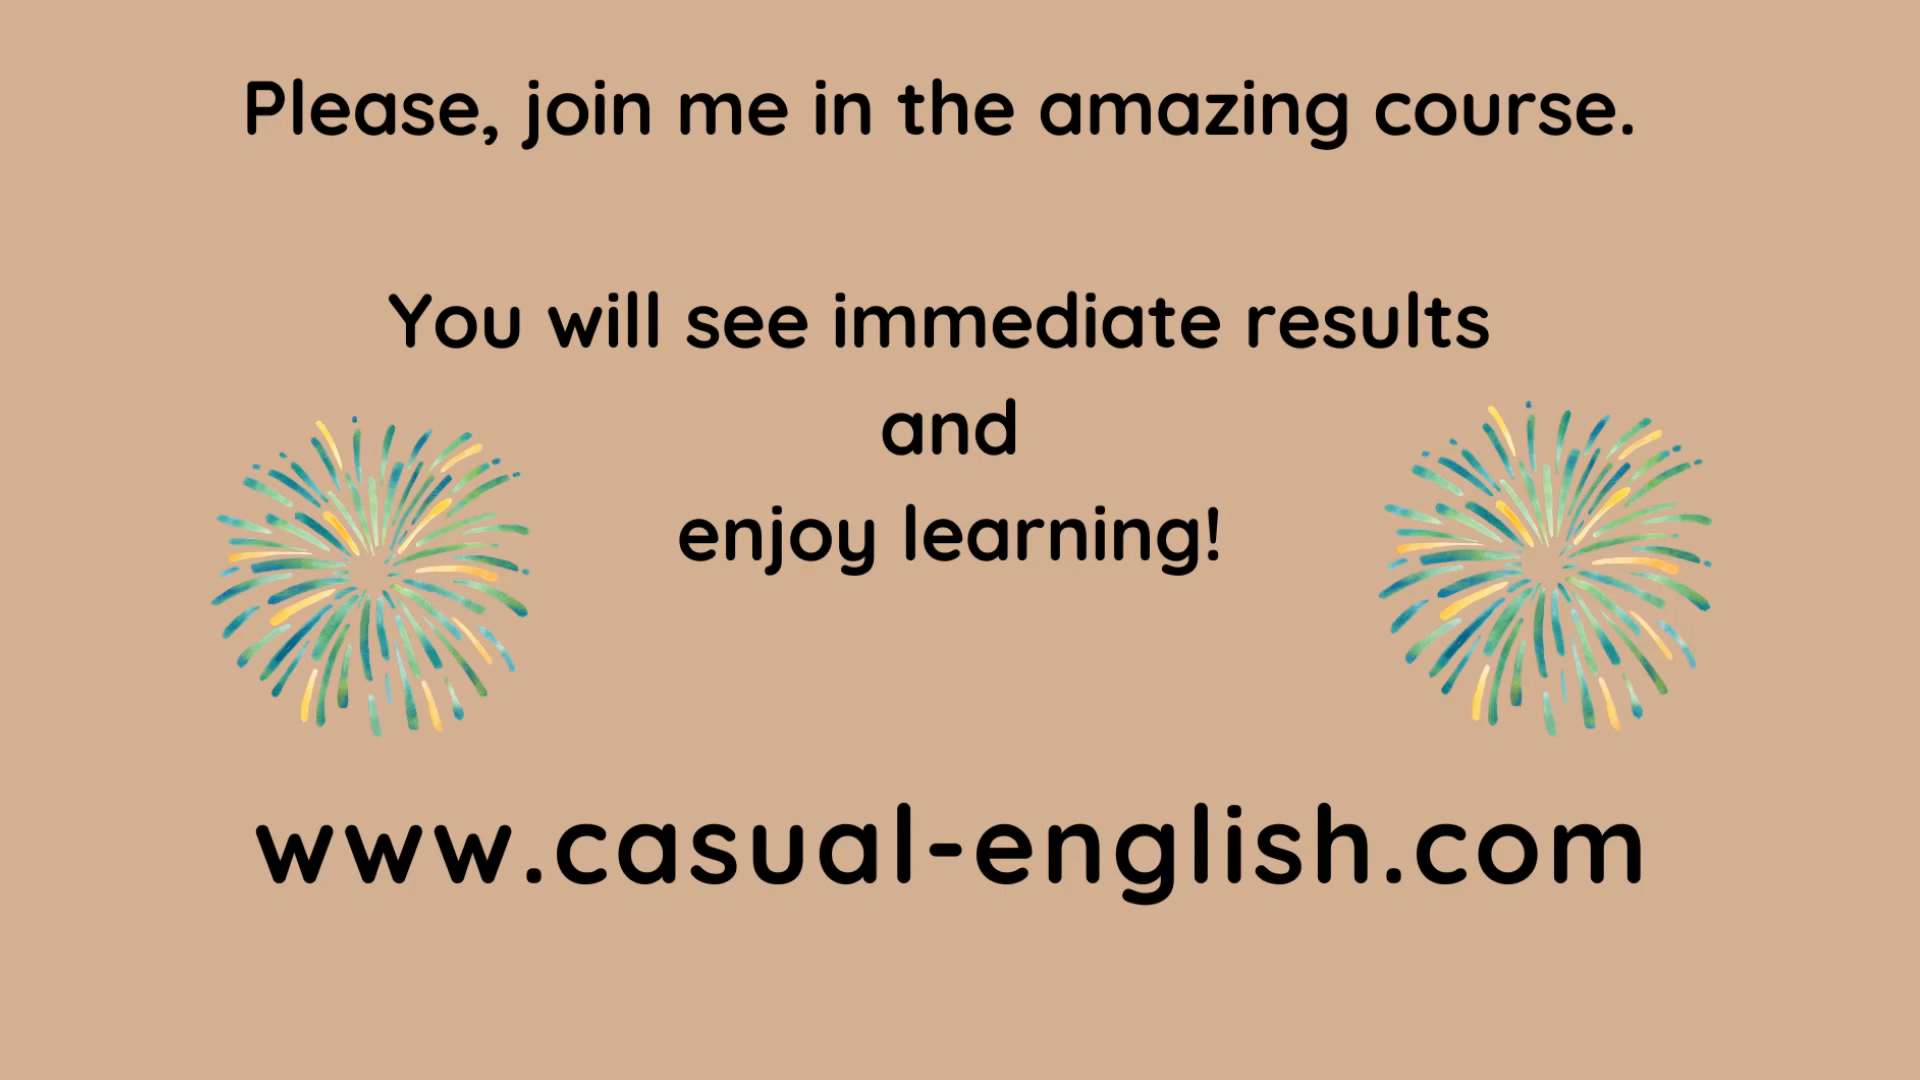 Please, join me in the amazing course.
You will see immediate results
and
enjoy learning!
www.casual-english.com